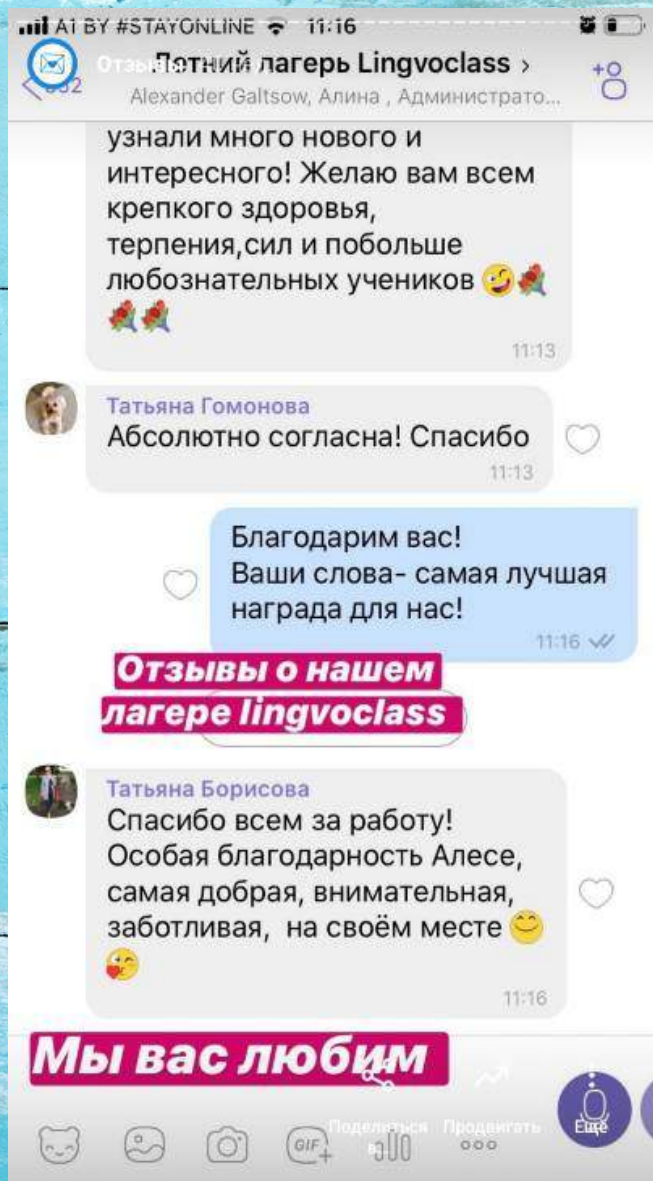 A1 BY #STAYONLINE 11:16
Отзывы
Летний лагерь Lingvoclass >
Alexander Galtsow, Алина , Администрато...
узнали много нового и
интересного! Желаю вам всем
крепкого здоровья,
терпения,сил и побольше
любознательных учеников 😜💐
💐💐
11:13
Татьяна Гомонова
Абсолютно согласна! Спасибо
11:13
Благодарим вас!
Ваши слова- самая лучшая
награда для нас!
11:16
Отзывы о нашем
лагере lingvoclass
Татьяна Борисова
Спасибо всем за работу!
Особая благодарность Алесе,
самая добрая, внимательная,
заботливая, на своём месте 😊
😘
11:16
Мы вас любим
Поделиться Продвигать Ещё
GIF